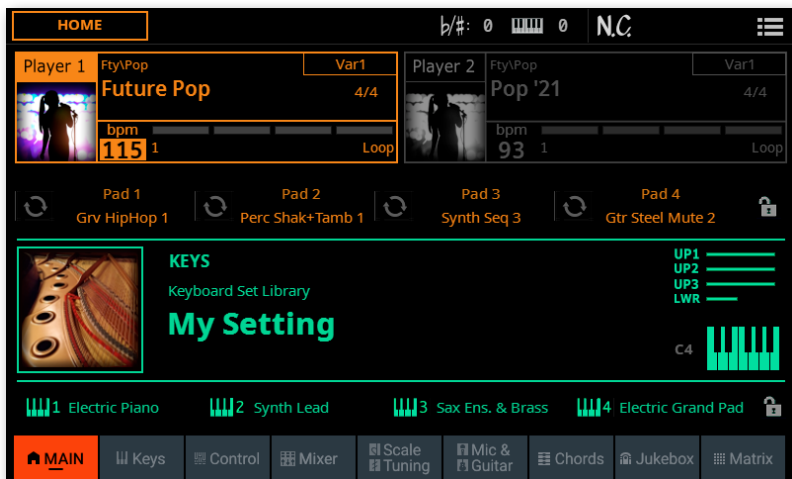 HOME
♭/#: 0 0 N.C.
Player 1 Fty\Pop Var1
Future Pop 4/4
bpm
115 1 Loop
Player 2 Fty\Pop Var1
Pop '21 4/4
bpm
93 1 Loop
Pad 1
Grv HipHop 1
Pad 2
Perc Shak+Tamb 1
Pad 3
Synth Seq 3
Pad 4
Gtr Steel Mute 2
KEYS
Keyboard Set Library
My Setting
UP1
UP2
UP3
LWR
C4
1 Electric Piano
2 Synth Lead
3 Sax Ens. & Brass
4 Electric Grand Pad
MAIN
Keys
Control
Mixer
Scale
Tuning
Mic &
Guitar
Chords
Jukebox
Matrix